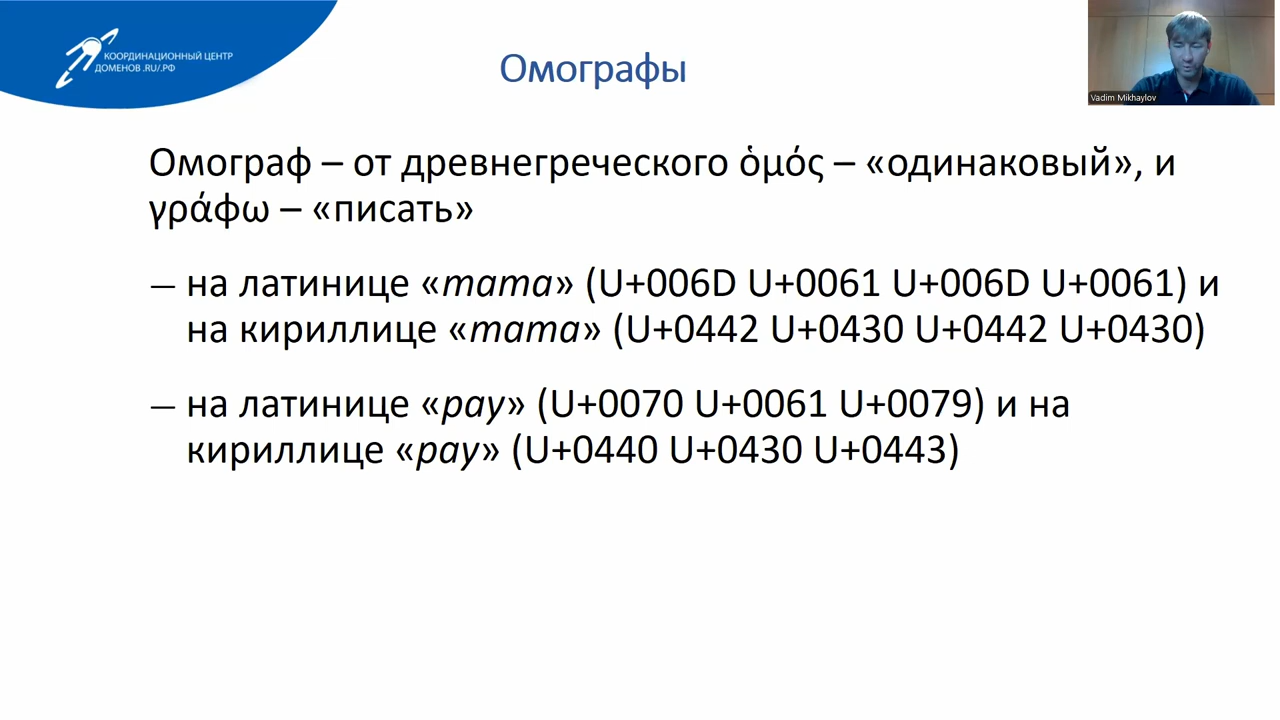 КООРДИНАЦИОННЫЙ ЦЕНТР
ДОМЕНОВ .RU/.РФ
Омографы
Vadim Mikhaylov
Омограф – от древнегреческого ὁμός – «одинаковый», и
γράφω – «писать»
– на латинице «mama» (U+006D U+0061 U+006D U+0061) и
на кириллице «тата» (U+0442 U+0430 U+0442 U+0430)
– на латинице «pay» (U+0070 U+0061 U+0079) и на
кириллице «рау» (U+0440 U+0430 U+0443)